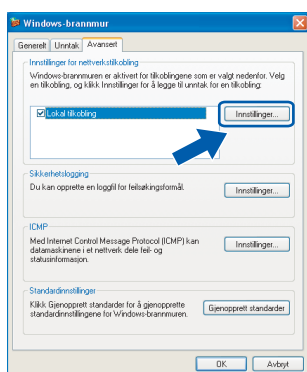 Windows-brannmur
Generelt Unntak Avansert
Innstillinger for nettverkstilkobling
Windows-brannmuren er aktivert for tilkoblingene som er valgt nedenfor. Velg
en tilkobling, og klikk Innstillinger for å legge til unntak for en tilkobling:
Lokal tilkobling
Innstillinger...
Sikkerhetslogging
Du kan opprette en loggfil for feilsøkingsformål.
Innstillinger...
ICMP
Med Internet Control Message Protocol (ICMP) kan
datamaskinene i et nettverk dele feil- og
statusinformasjon.
Innstillinger...
Standardinnstillinger
Klikk Gjenopprett standarder for å gjenopprette
standardinnstillingene for Windows-brannmuren.
Gjenopprett standarder
OK Avbryt